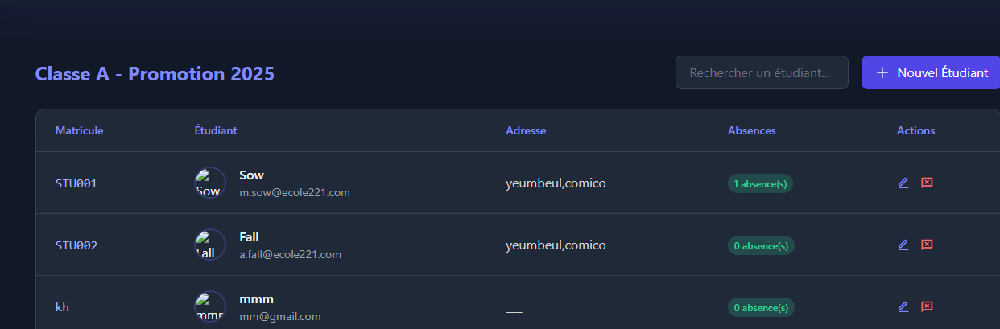 Classe A - Promotion 2025
Rechercher un étudiant...
Nouvel Étudiant
Matricule Étudiant Adresse Absences Actions
STU001 Sow Sow yeumbeul,comico 1 absence(s)
m.sow@ecole221.com
STU002 Fall Fall yeumbeul,comico 0 absence(s)
a.fall@ecole221.com
kh mmm mmm ___ 0 absence(s)
mm@gmail.com